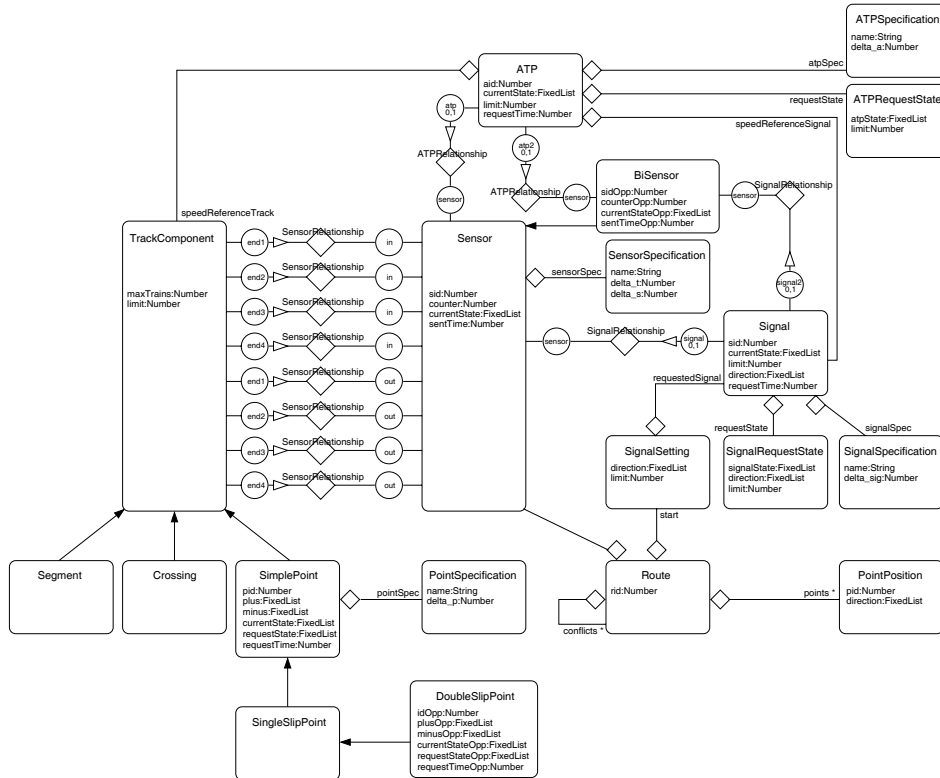 ATPSpecification
name:String
delta_a:Number
atpSpec
ATP
aid:Number
currentState:FixedList
limit:Number
requestTime:Number
requestState
ATPRequestState
atpState:FixedList
limit:Number
speedReferenceSignal
atp
0,1
ATPRelationship
sensor
atp2
0,1
ATPRelationship
sensor
BiSensor
sidOpp:Number
counterOpp:Number
currentStateOpp:FixedList
sentTimeOpp:Number
sensor
SignalRelationship
signal2
0,1
speedReferenceTrack
TrackComponent
maxTrains:Number
limit:Number
end1
SensorRelationship
in
end2
SensorRelationship
in
end3
SensorRelationship
in
end4
SensorRelationship
in
end1
SensorRelationship
out
end2
SensorRelationship
out
end3
SensorRelationship
out
end4
SensorRelationship
out
Sensor
sid:Number
counter:Number
currentState:FixedList
sentTime:Number
sensorSpec
SensorSpecification
name:String
delta_t:Number
delta_s:Number
sensor
SignalRelationship
signal
0,1
Signal
sid:Number
currentState:FixedList
limit:Number
direction:FixedList
requestTime:Number
requestedSignal
requestState
signalSpec
SignalSetting
direction:FixedList
limit:Number
SignalRequestState
signalState:FixedList
direction:FixedList
limit:Number
SignalSpecification
name:String
delta_sig:Number
start
Segment
Crossing
SimplePoint
pid:Number
plus:FixedList
minus:FixedList
currentState:FixedList
requestState:FixedList
requestTime:Number
pointSpec
PointSpecification
name:String
delta_p:Number
Route
rid:Number
conflicts *
points *
PointPosition
pid:Number
direction:FixedList
SingleSlipPoint
DoubleSlipPoint
idOpp:Number
plusOpp:FixedList
minusOpp:FixedList
currentStateOpp:FixedList
requestStateOpp:FixedList
requestTimeOpp:Number